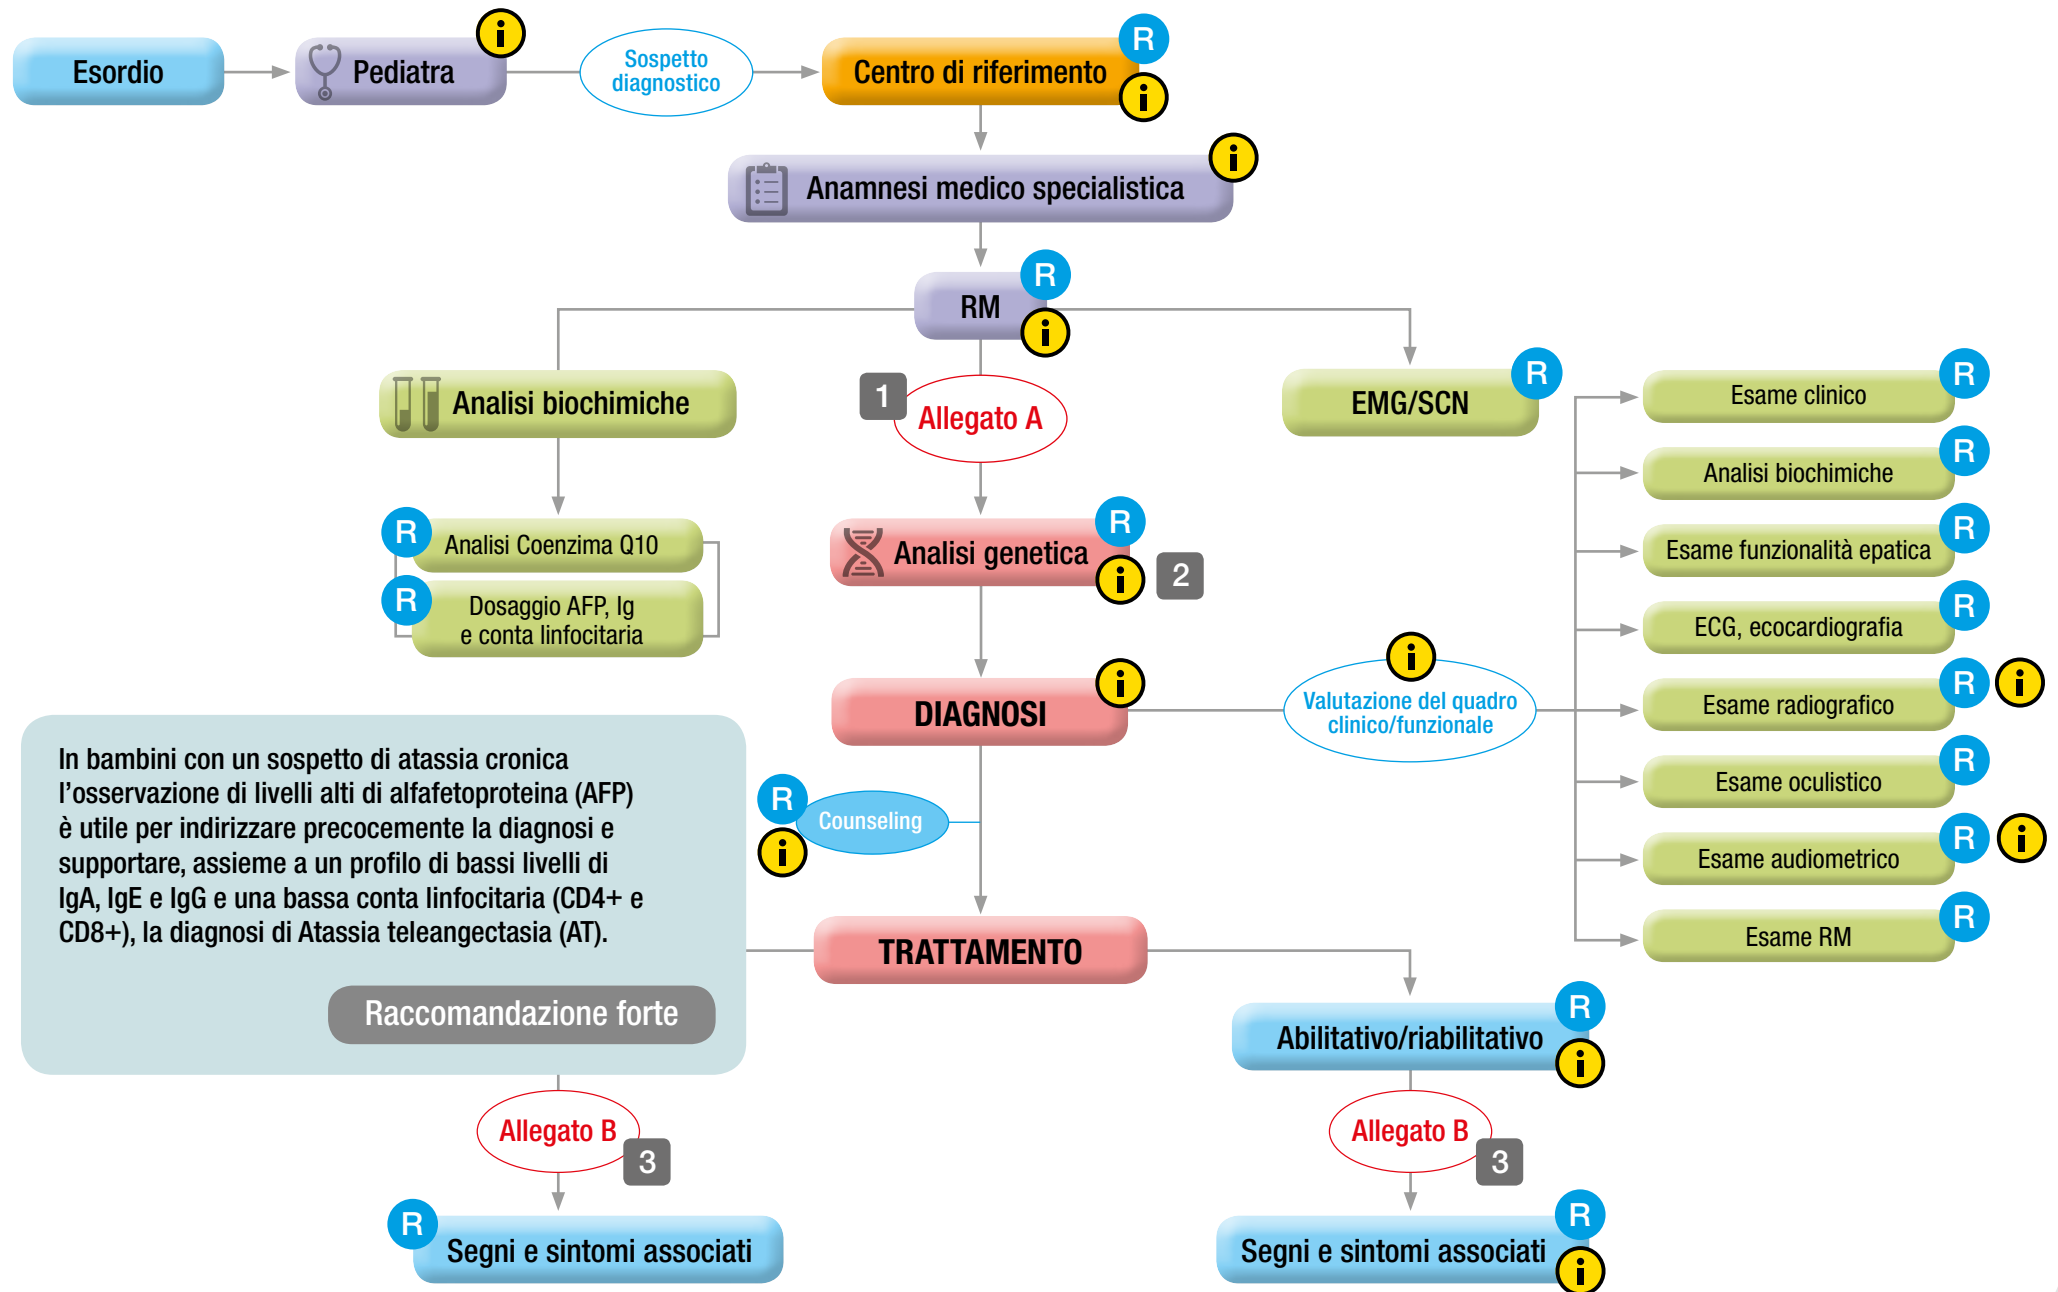 Esordio
Pediatra
i
Sospetto
diagnostico
Centro di riferimento
R
i
Anamnesi medico specialistica
i
RM
R
i
Analisi biochimiche
1
Allegato A
EMG/SCN
R
R
Analisi Coenzima Q10
R
Dosaggio AFP, Ig
e conta linfocitaria
Analisi genetica
R
i
2
DIAGNOSI
i
i
Valutazione del quadro
clinico/funzionale
Esame clinico
R
Analisi biochimiche
R
Esame funzionalità epatica
R
ECG, ecocardiografia
R
Esame radiografico
R
i
Esame oculistico
R
Esame audiometrico
R
i
Esame RM
R
R
i
Counseling
In bambini con un sospetto di atassia cronica
l’osservazione di livelli alti di alfafetoproteina (AFP)
è utile per indirizzare precocemente la diagnosi e
supportare, assieme a un profilo di bassi livelli di
IgA, IgE e IgG e una bassa conta linfocitaria (CD4+ e
CD8+), la diagnosi di Atassia teleangectasia (AT).
Raccomandazione forte
TRATTAMENTO
Abilitativo/riabilitativo
R
i
Allegato B
3
Allegato B
3
R
Segni e sintomi associati
Segni e sintomi associati
R
i